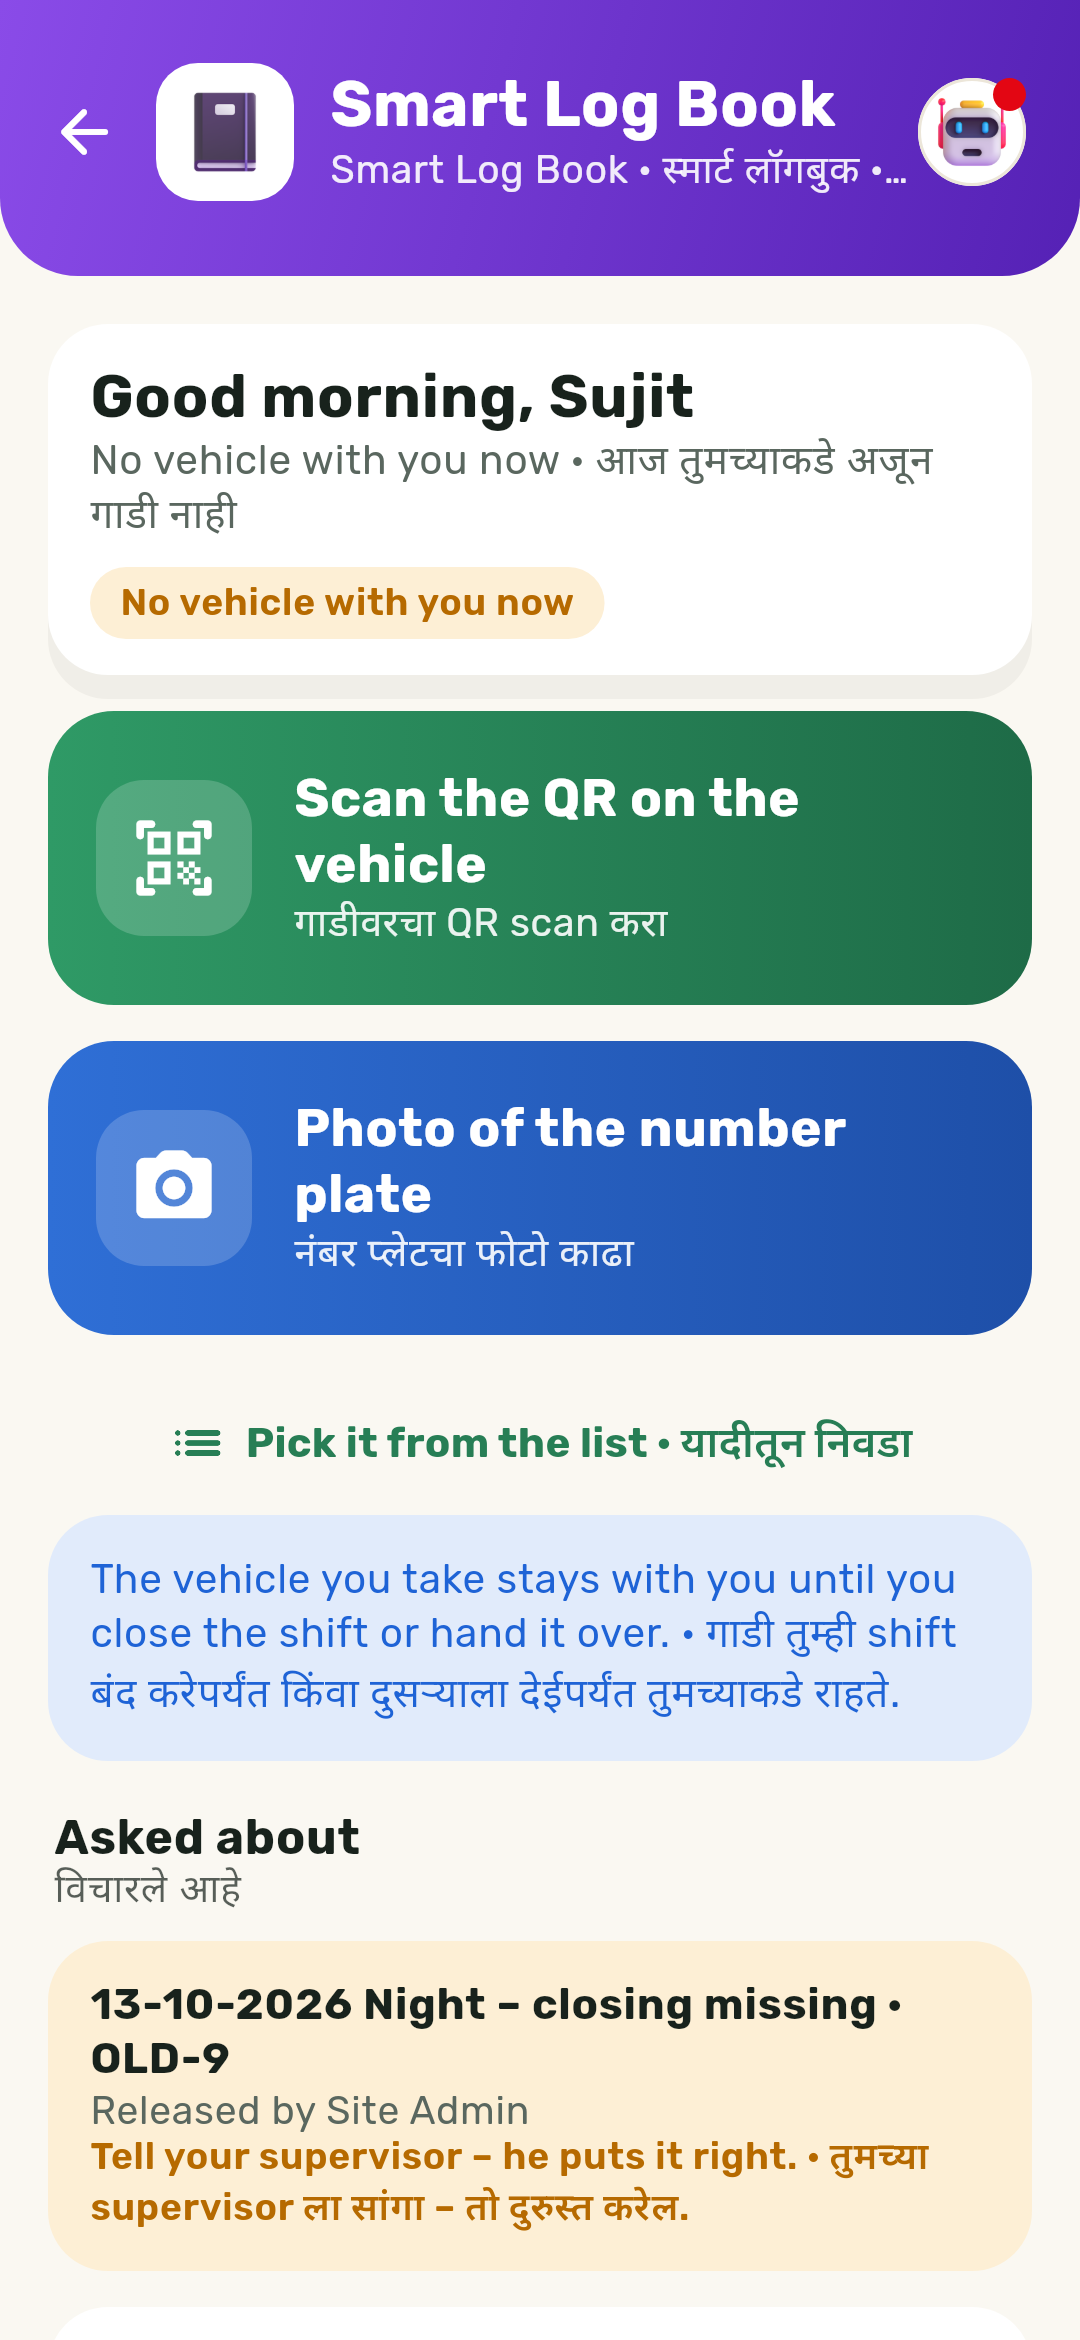 Smart Log Book
Smart Log Book • स्मार्ट लॉगबुक •...
Good morning, Sujit
No vehicle with you now • आज तुमच्याकडे अजून
गाडी नाही
No vehicle with you now
Scan the QR on the
vehicle
गाडीवरचा QR scan करा
Photo of the number
plate
नंबर प्लेटचा फोटो काढा
Pick it from the list • यादीतून निवडा
The vehicle you take stays with you until you
close the shift or hand it over. • गाडी तुम्ही shift
बंद करेपर्यंत किंवा दुसऱ्याला देईपर्यंत तुमच्याकडे राहते.
Asked about
विचारले आहे
13-10-2026 Night – closing missing •
OLD-9
Released by Site Admin
Tell your supervisor – he puts it right. • तुमच्या
supervisor ला सांगा – तो दुरुस्त करेल.